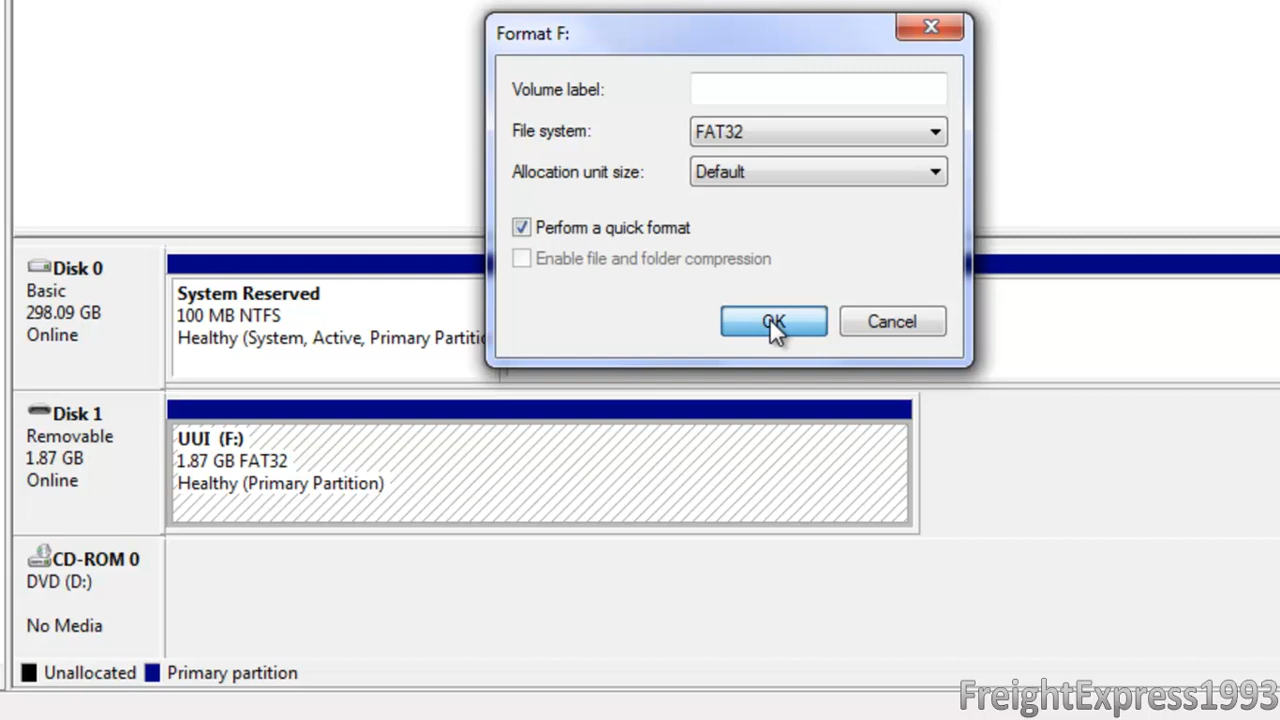 Format F:
Volume label:
File system: FAT32
Allocation unit size: Default
Perform a quick format
Enable file and folder compression
OK Cancel
Disk 0
Basic
298.09 GB
Online
System Reserved
100 MB NTFS
Healthy (System, Active, Primary Partitic
Disk 1
Removable
1.87 GB
Online
UUI (F:)
1.87 GB FAT32
Healthy (Primary Partition)
CD-ROM 0
DVD (D:)
No Media
Unallocated Primary partition
FreightExpress1993